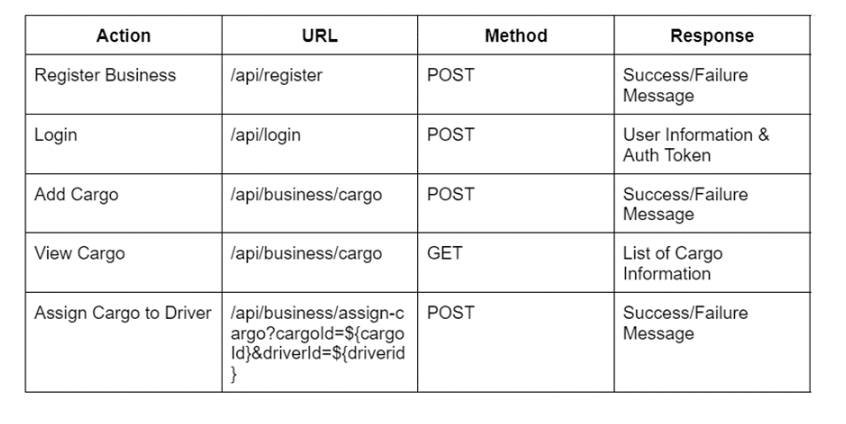 Action URL Method Response
Register Business /api/register POST Success/Failure
Message
Login /api/login POST User Information &
Auth Token
Add Cargo /api/business/cargo POST Success/Failure
Message
View Cargo /api/business/cargo GET List of Cargo
Information
Assign Cargo to Driver /api/business/assign-c POST Success/Failure
argo?cargoId=${cargo Message
Id}&driverId=${driverid
}